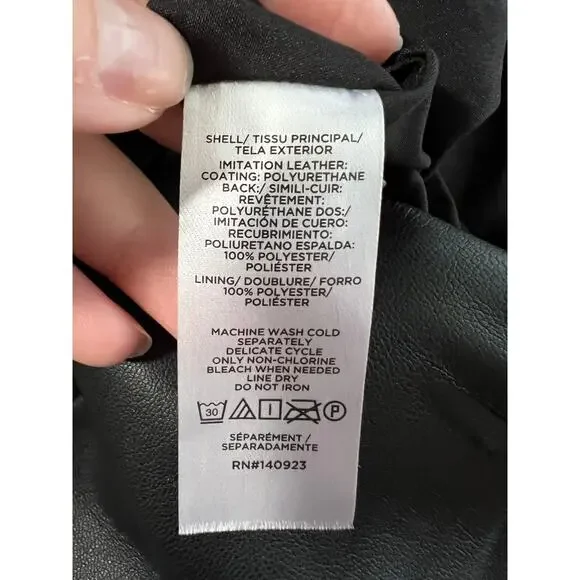 SHELL/ TISSU PRINCIPAL/
TELA EXTERIOR
IMITATION LEATHER:
COATING: POLYURETHANE
BACK:/ SIMILI-CUIR:
REVÊTEMENT:
POLYURÉTHANE DOS:/
IMITACIÓN DE CUERO:
RECUBRIMIENTO:
POLIURETANO ESPALDA:
100% POLYESTER/
POLIÉSTER
LINING/ DOUBLURE/ FORRO
100% POLYESTER/
POLIÉSTER
MACHINE WASH COLD
SEPARATELY
DELICATE CYCLE
ONLY NON-CHLORINE
BLEACH WHEN NEEDED
LINE DRY
DO NOT IRON
30 P
SÉPARÉMENT /
SEPARADAMENTE
RN#140923